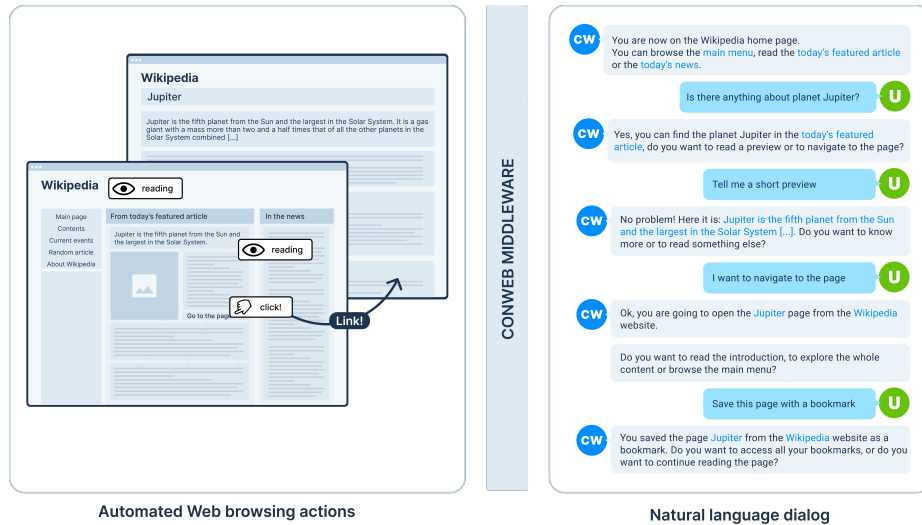 Wikipedia
Jupiter
Jupiter is the fifth planet from the Sun and the largest in the Solar System. It is a gas
giant with a mass more than two and a half times that of all the other planets in the
Solar System combined [...]
Wikipedia
reading
Main page
Contents
Current events
Random article
About Wikipedia
From today's featured article
Jupiter is the fifth planet from the Sun and
the largest in the Solar System.
In the news
reading
click!
Go to the page
Link!
Automated Web browsing actions
CONWEB MIDDLEWARE
CW
You are now on the Wikipedia home page.
You can browse the main menu, read the today's featured article
or the today's news.
Is there anything about planet Jupiter?
U
CW
Yes, you can find the planet Jupiter in the today's featured
article, do you want to read a preview or to navigate to the page?
Tell me a short preview
U
CW
No problem! Here it is: Jupiter is the fifth planet from the Sun
and the largest in the Solar System [...]. Do you want to know
more or to read something else?
I want to navigate to the page
U
CW
Ok, you are going to open the Jupiter page from the Wikipedia
website.
Do you want to read the introduction, to explore the whole
content or browse the main menu?
Save this page with a bookmark
U
CW
You saved the page Jupiter from the Wikipedia website as a
bookmark. Do you want to access all your bookmarks, or do you
want to continue reading the page?
Natural language dialog